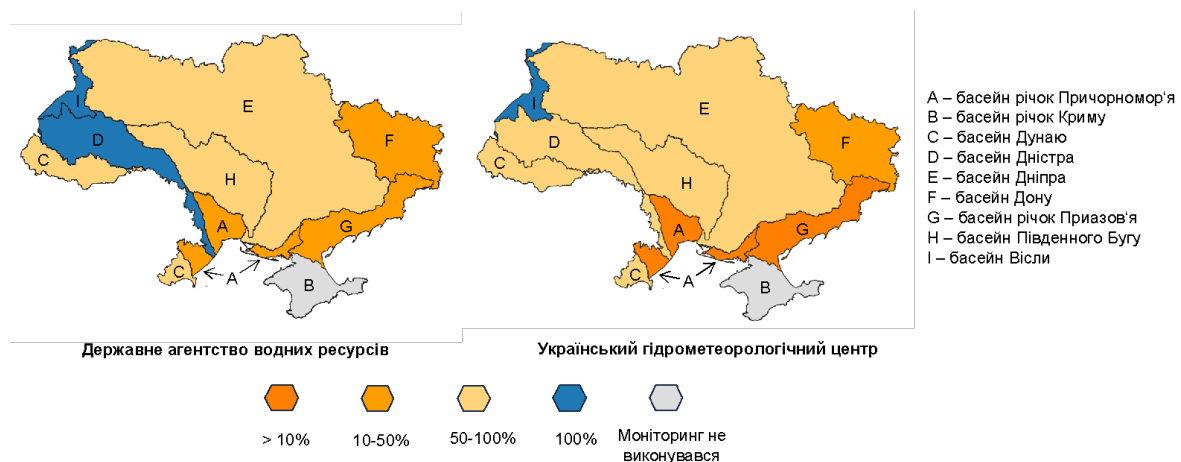 I
E
D
F
C
H
A
G
C
A
B
I
E
D
F
C
H
A
G
C
A
B
A – басейн річок Причорномор‘я
B – басейн річок Криму
C – басейн Дунаю
D – басейн Дністра
E – басейн Дніпра
F – басейн Дону
G – басейн річок Приазов‘я
H – басейн Південного Бугу
I – басейн Вісли
Державне агентство водних ресурсів
Український гідрометеорологічний центр
> 10%
10-50%
50-100%
100%
Моніторинг не
виконувався